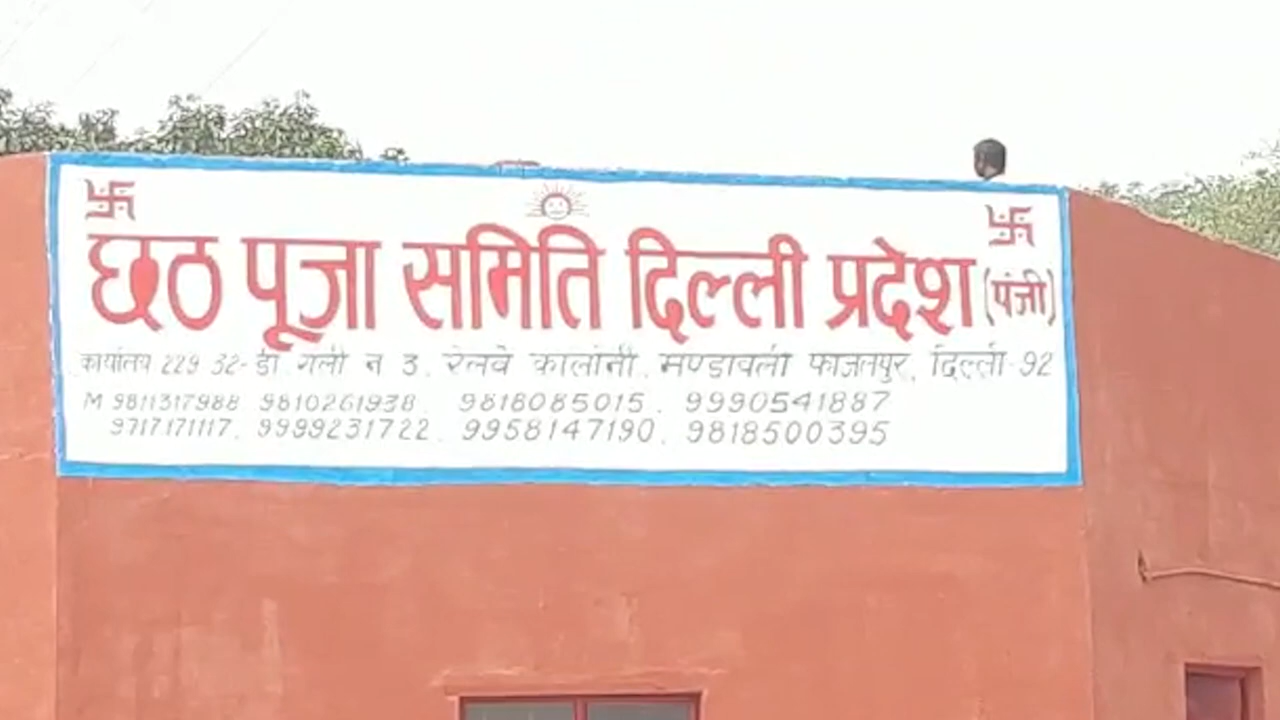 छठ पूजा समिति दिल्ली प्रदेश (पंजी)
कार्यालय 229 32-डी गली न 3. रेलवे कालोनी. मण्डावली फाजलपुर, दिल्ली-92
M 9811317988. 9810261938. 9818085015. 9990541887
9717171117. 9999231722. 9958147190. 9818500395